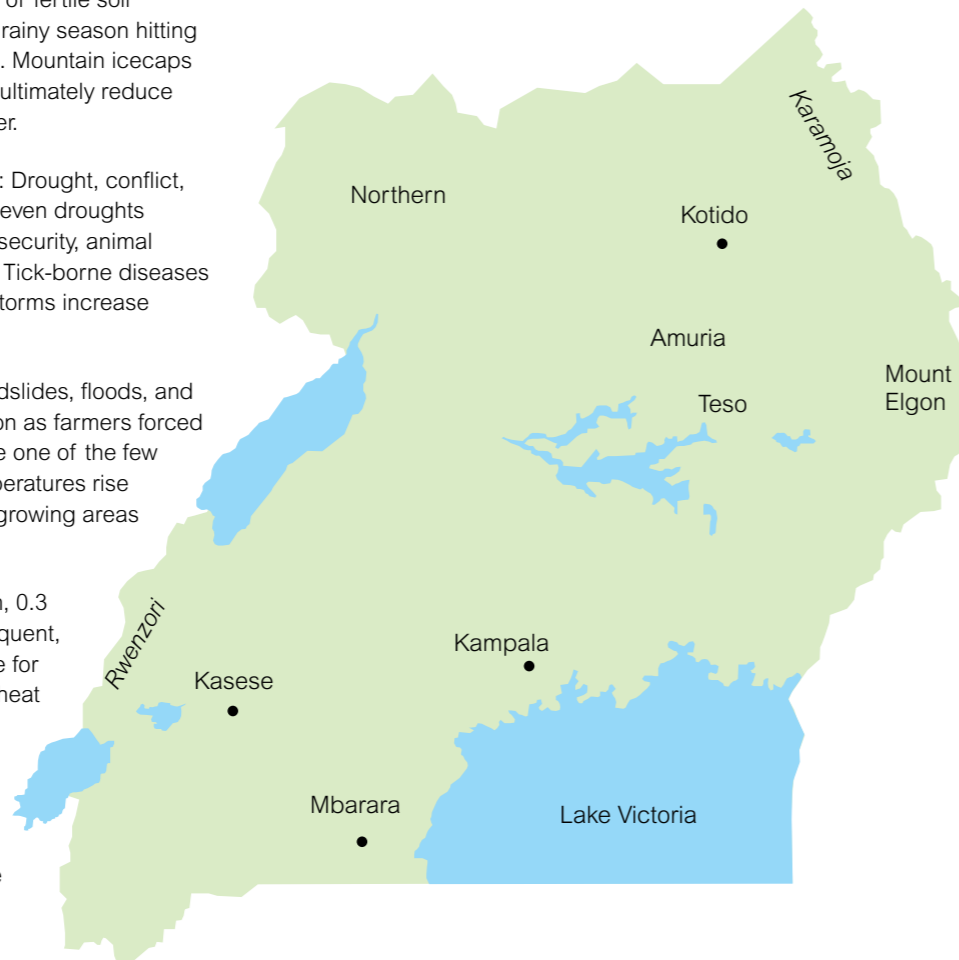 of fertile soil
rainy season hitting
. Mountain icecaps
ultimately reduce
er.
: Drought, conflict,
even droughts
security, animal
Tick-borne diseases
torms increase
dslides, floods, and
on as farmers forced
e one of the few
peratures rise
growing areas
n, 0.3
quent,
e for
heat
e
Northern
Karamoja
Kotido
Amuria
Mount
Elgon
Teso
Rwenzori
Kampala
Kasese
Mbarara
Lake Victoria